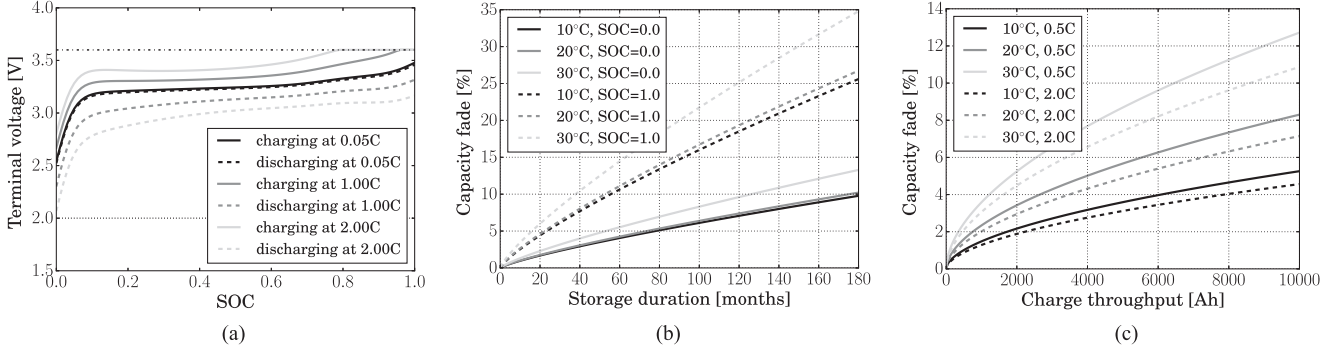 4.0
3.5
3.0
2.5
2.0
1.5
Terminal voltage [V]
charging at 0.05C
discharging at 0.05C
charging at 1.00C
discharging at 1.00C
charging at 2.00C
discharging at 2.00C
0.0 0.2 0.4 0.6 0.8 1.0
SOC
(a)
35
30
25
20
15
10
5
0
Capacity fade [%]
10°C, SOC=0.0
20°C, SOC=0.0
30°C, SOC=0.0
10°C, SOC=1.0
20°C, SOC=1.0
30°C, SOC=1.0
0 20 40 60 80 100 120 140 160 180
Storage duration [months]
(b)
14
12
10
8
6
4
2
0
Capacity fade [%]
10°C, 0.5C
20°C, 0.5C
30°C, 0.5C
10°C, 2.0C
20°C, 2.0C
30°C, 2.0C
0 2000 4000 6000 8000 10000
Charge throughput [Ah]
(c)